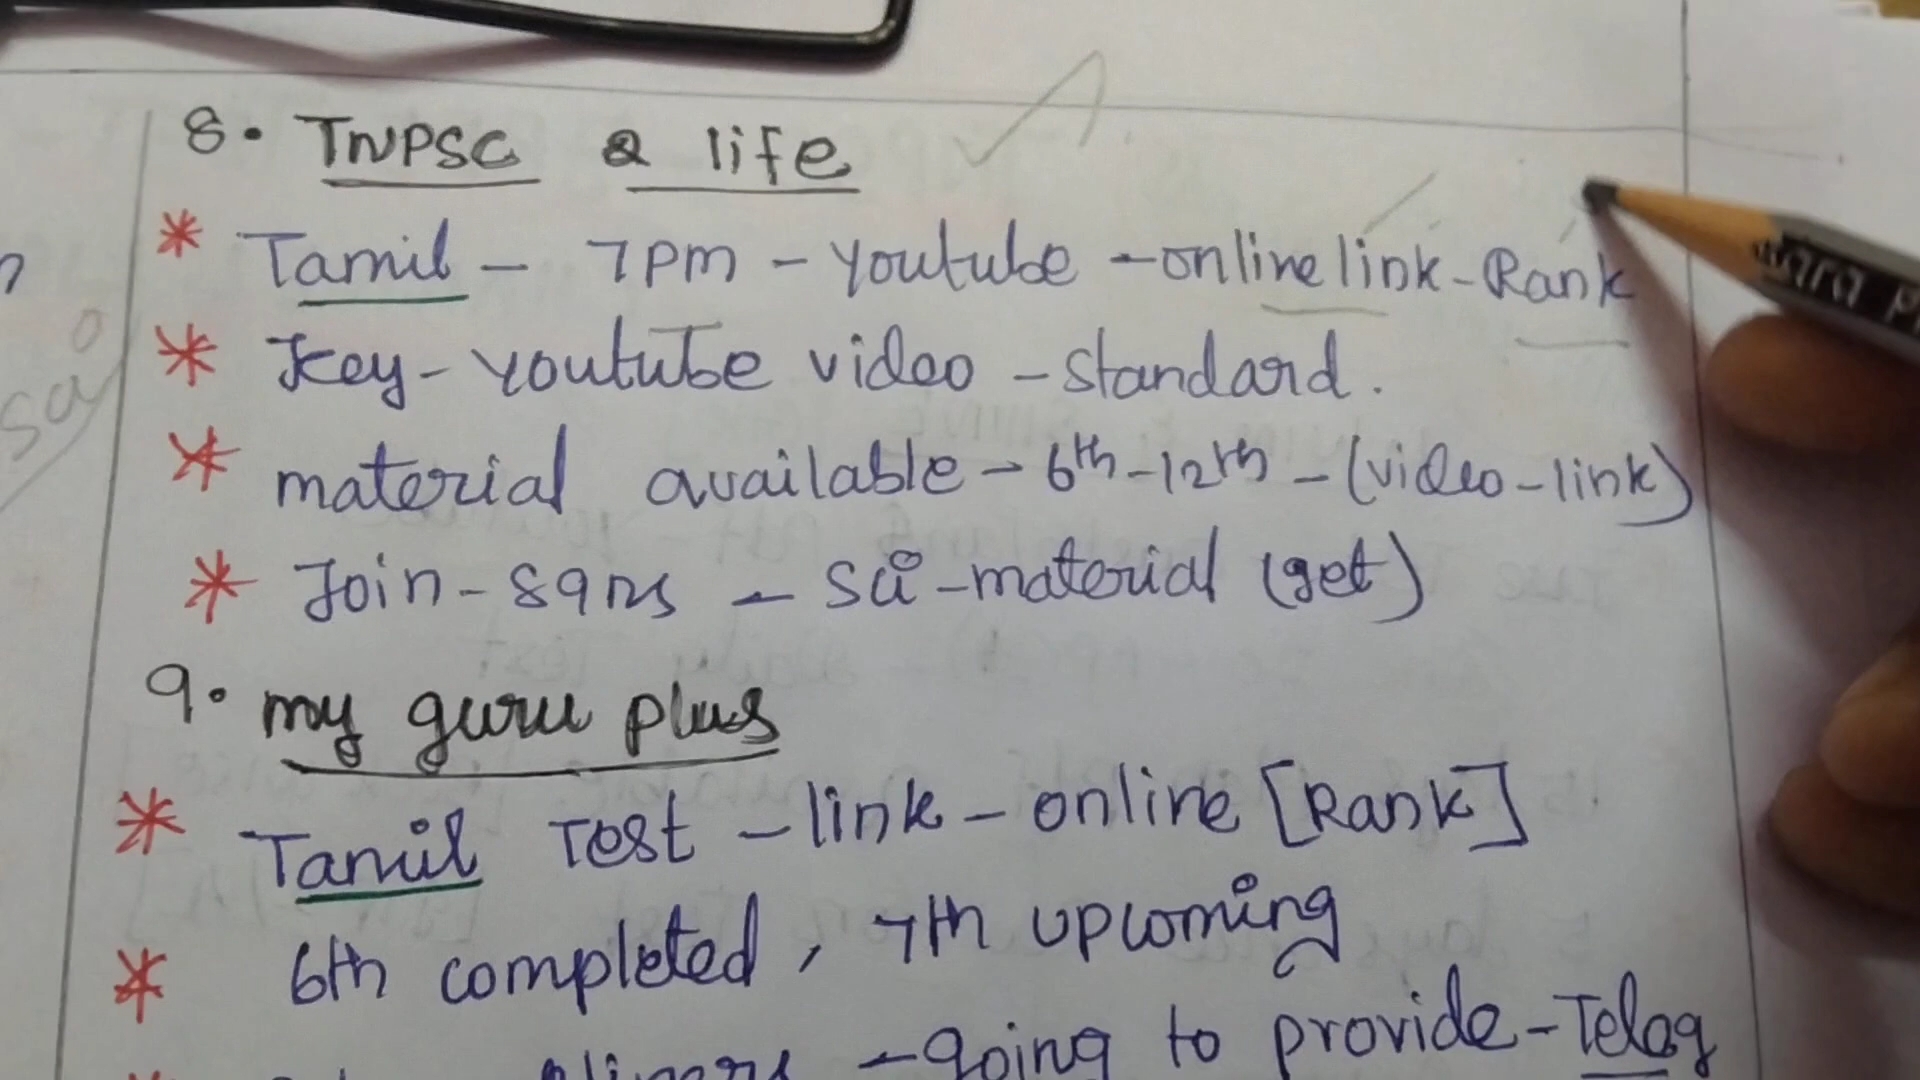 8. TNPSC & life
* Tamil - 7pm - Youtube - online link - Rank
* Key - Youtube video - standard.
* material available - 6th - 12th - (video - link)
* Join - 89rs - sai - material (get)
9. my guru plus
* Tamil Test - link - online [Rank]
* 6th completed, 7th upcoming
- going to provide - Teleg
sai